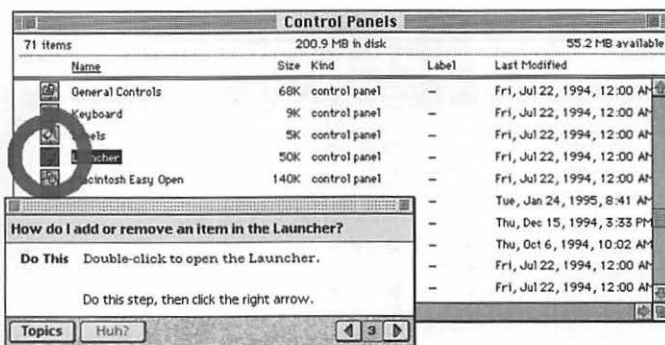 Control Panels
71 items 200.9 MB in disk 55.2 MB available
Name Size Kind Label Last Modified
General Controls 68K control panel – Fri, Jul 22, 1994, 12:00 AM
Keyboard 9K control panel – Fri, Jul 22, 1994, 12:00 AM
5K control panel – Fri, Jul 22, 1994, 12:00 AM
Launcher 50K control panel – Fri, Jul 22, 1994, 12:00 AM
Macintosh Easy Open 140K control panel – Fri, Jul 22, 1994, 12:00 AM
– Tue, Jan 24, 1995, 8:41 AM
– Thu, Dec 15, 1994, 3:33 PM
– Thu, Oct 6, 1994, 10:02 AM
– Fri, Jul 22, 1994, 12:00 AM
– Fri, Jul 22, 1994, 12:00 AM
How do I add or remove an item in the Launcher?
Do This Double-click to open the Launcher.
Do this step, then click the right arrow.
Topics Huh? 3